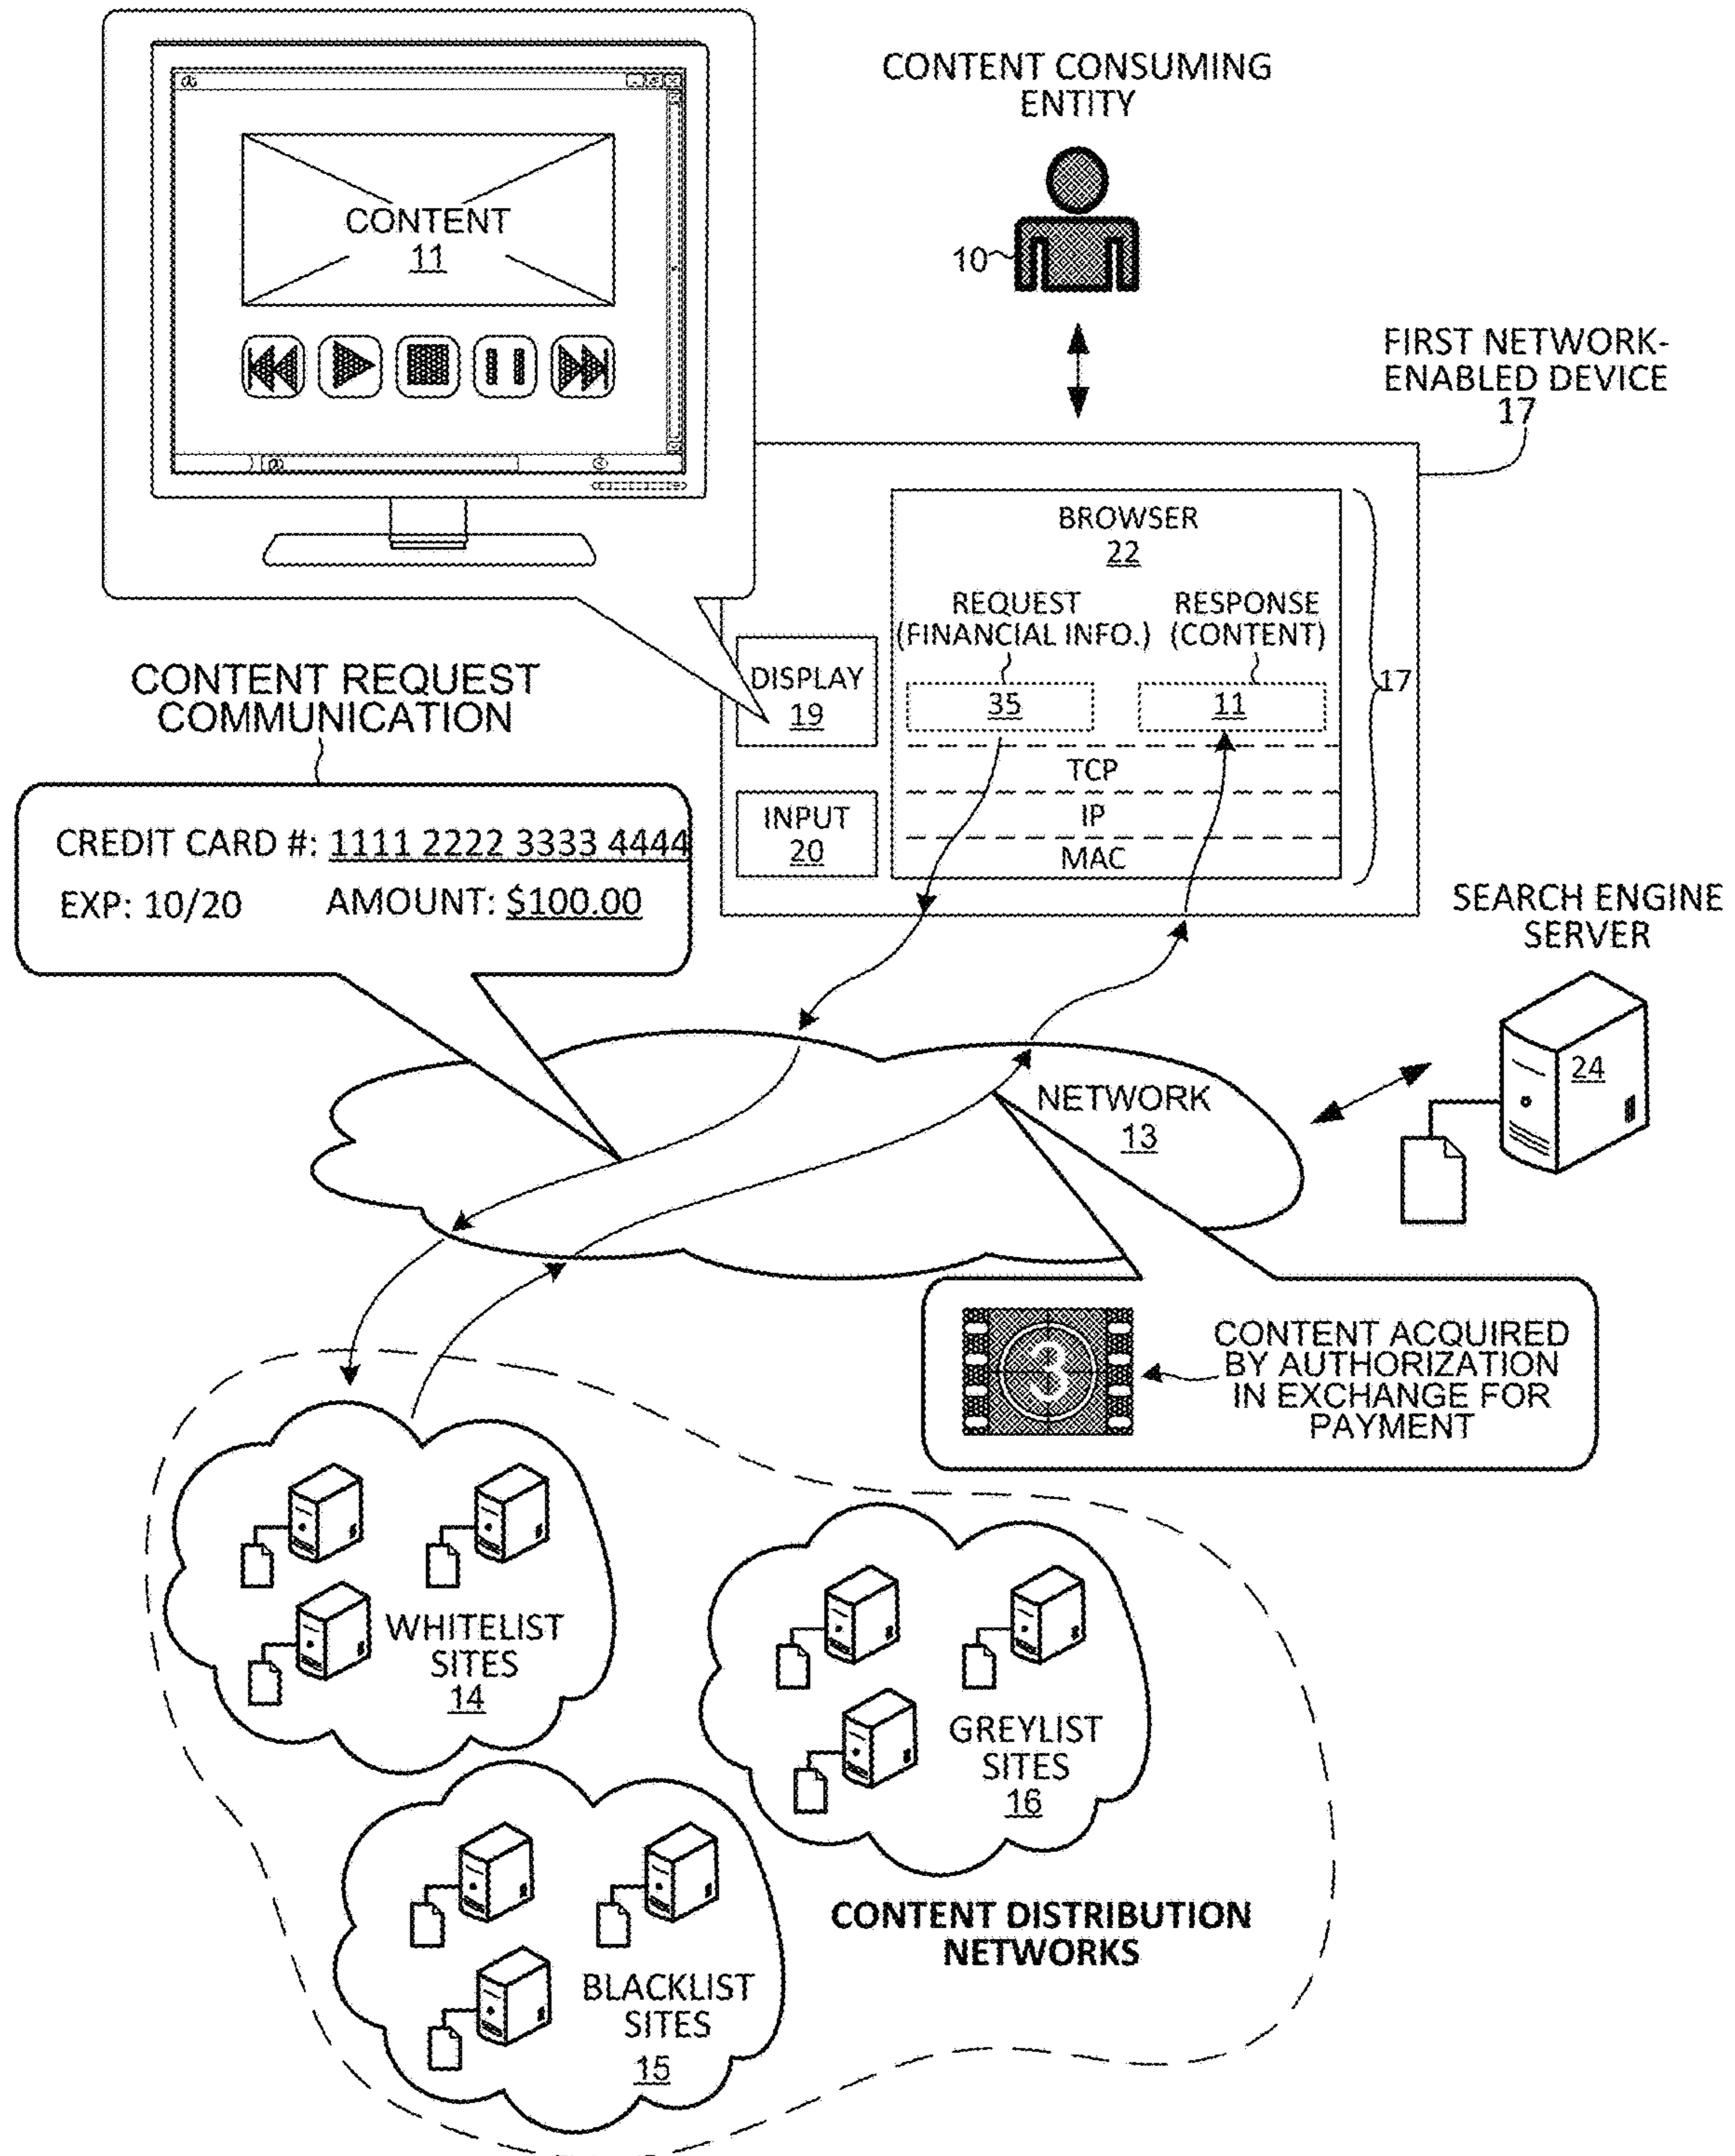 CONTENT
11
CONTENT CONSUMING
ENTITY
10
FIRST NETWORK-
ENABLED DEVICE
17
BROWSER
22
REQUEST
(FINANCIAL INFO.)
RESPONSE
(CONTENT)
35
11
17
DISPLAY
19
TCP
INPUT
20
IP
MAC
CONTENT REQUEST
COMMUNICATION
CREDIT CARD #: 1111 2222 3333 4444
EXP: 10/20 AMOUNT: $100.00
SEARCH ENGINE
SERVER
24
NETWORK
13
3
CONTENT ACQUIRED
BY AUTHORIZATION
IN EXCHANGE FOR
PAYMENT
WHITELIST
SITES
14
GREYLIST
SITES
16
BLACKLIST
SITES
15
CONTENT DISTRIBUTION
NETWORKS